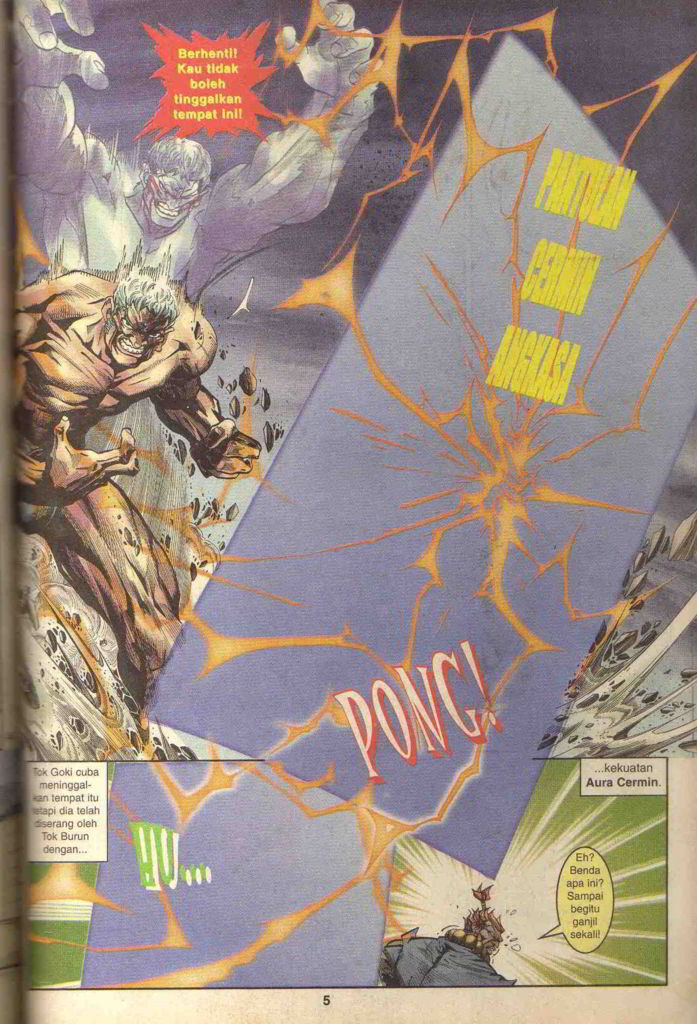 Berhenti!
Kau tidak
boleh
tinggalkan
tempat ini!
PANTULAN
CERMIN
ANGKASA
PONG!
Tok Goki cuba
meninggal-
kan tempat itu
tetapi dia telah
diserang oleh
Tok Burun
dengan...
HU...
...kekuatan
Aura Cermin.
Eh?
Benda
apa ini?
Sampai
begitu
ganjil
sekali!
5